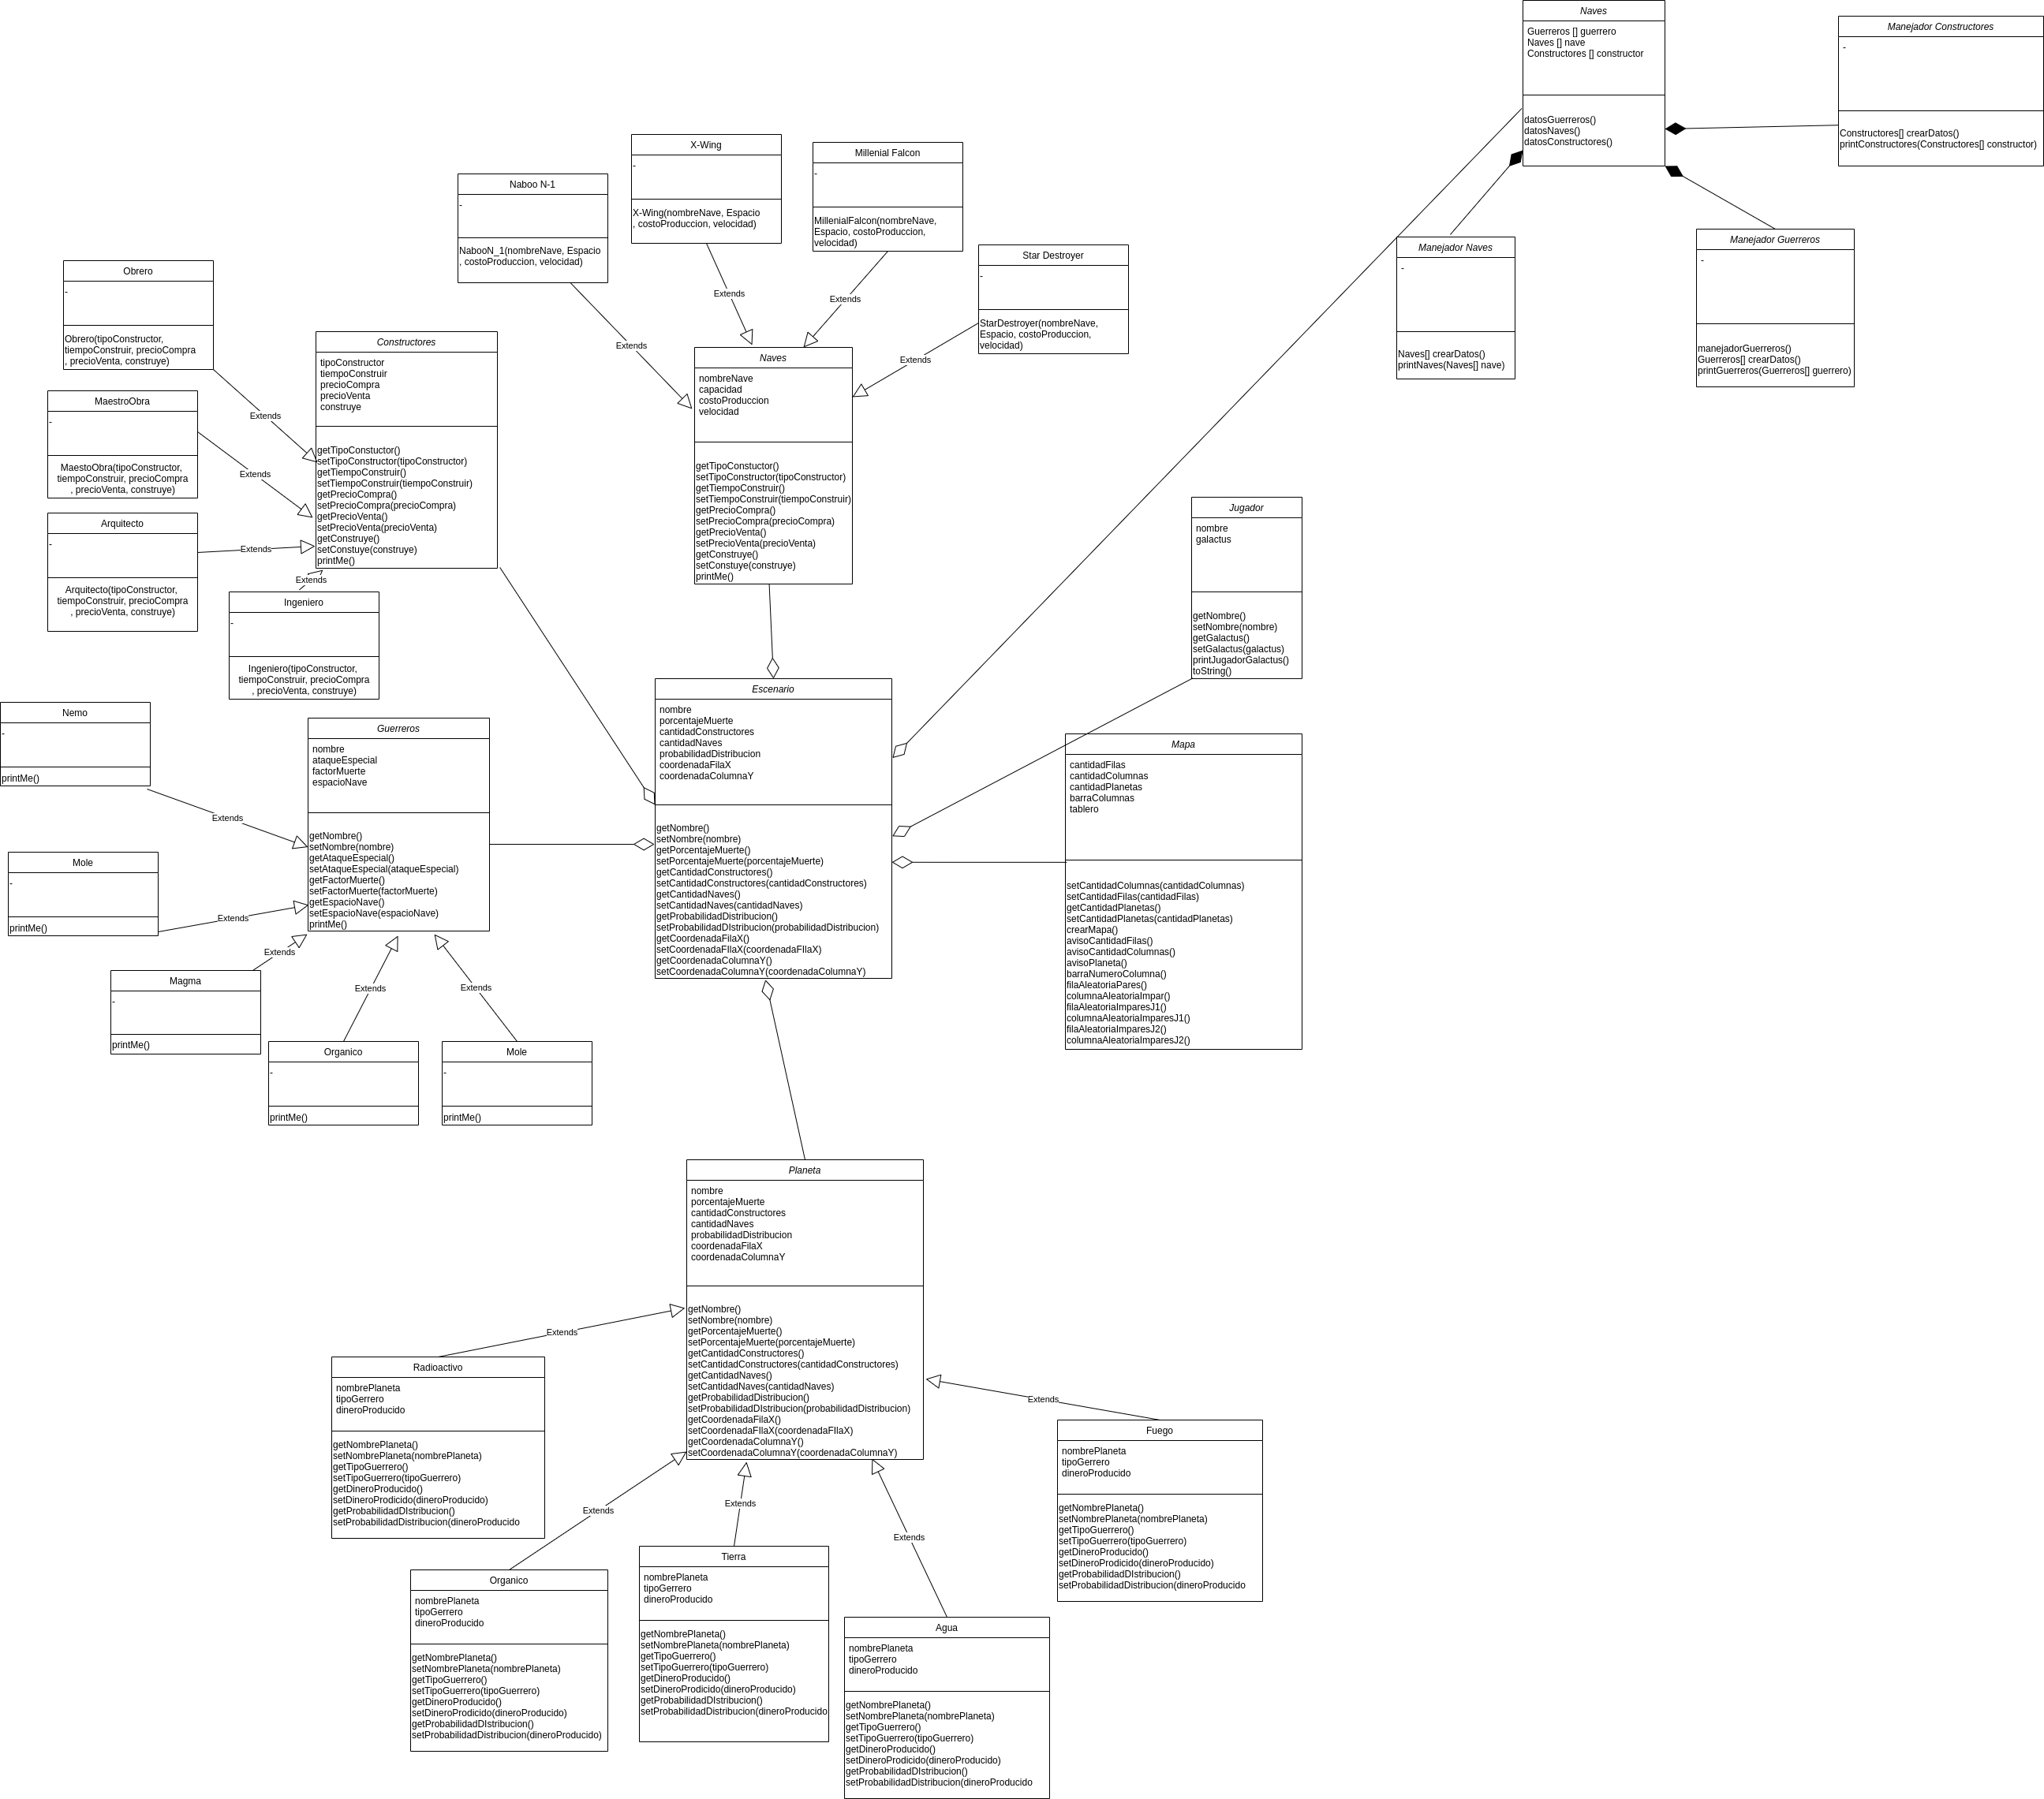 Naves
Guerreros [] guerrero
Naves [] nave
Constructores [] constructor
datosGuerreros()
datosNaves()
datosConstructores()
Manejador Constructores
-
Constructores[] crearDatos()
printConstructores(Constructores[] constructor)
Manejador Naves
-
Naves[] crearDatos()
printNaves(Naves[] nave)
Manejador Guerreros
-
manejadorGuerreros()
Guerreros[] crearDatos()
printGuerreros(Guerreros[] guerrero)
X-Wing
-
X-Wing(nombreNave, Espacio
, costoProduccion, velocidad)
Extends
Millenial Falcon
-
MillenialFalcon(nombreNave,
Espacio, costoProduccion,
velocidad)
Extends
Naboo N-1
-
NabooN_1(nombreNave, Espacio
, costoProduccion, velocidad)
Extends
Star Destroyer
-
StarDestroyer(nombreNave,
Espacio, costoProduccion,
velocidad)
Extends
Obrero
-
Obrero(tipoConstructor,
tiempoConstruir, precioCompra
, precioVenta, construye)
Extends
MaestroObra
-
MaestoObra(tipoConstructor,
tiempoConstruir, precioCompra
, precioVenta, construye)
Extends
Arquitecto
-
Arquitecto(tipoConstructor,
tiempoConstruir, precioCompra
, precioVenta, construye)
Extends
Ingeniero
-
Ingeniero(tipoConstructor,
tiempoConstruir, precioCompra
, precioVenta, construye)
Extends
Constructores
tipoConstructor
tiempoConstruir
precioCompra
precioVenta
construye
getTipoConstuctor()
setTipoConstructor(tipoConstructor)
getTiempoConstruir()
setTiempoConstruir(tiempoConstruir)
getPrecioCompra()
setPrecioCompra(precioCompra)
getPrecioVenta()
setPrecioVenta(precioVenta)
getConstruye()
setConstuye(construye)
printMe()
Naves
nombreNave
capacidad
costoProduccion
velocidad
getTipoConstuctor()
setTipoConstructor(tipoConstructor)
getTiempoConstruir()
setTiempoConstruir(tiempoConstruir)
getPrecioCompra()
setPrecioCompra(precioCompra)
getPrecioVenta()
setPrecioVenta(precioVenta)
getConstruye()
setConstuye(construye)
printMe()
Jugador
nombre
galactus
getNombre()
setNombre(nombre)
getGalactus()
setGalactus(galactus)
printJugadorGalactus()
toString()
Escenario
nombre
porcentajeMuerte
cantidadConstructores
cantidadNaves
probabilidadDistribucion
coordenadaFilaX
coordenadaColumnaY
getNombre()
setNombre(nombre)
getPorcentajeMuerte()
setPorcentajeMuerte(porcentajeMuerte)
getCantidadConstructores()
setCantidadConstructores(cantidadConstructores)
getCantidadNaves()
setCantidadNaves(cantidadNaves)
getProbabilidadDistribucion()
setProbabilidadDIstribucion(probabilidadDistribucion)
getCoordenadaFilaX()
setCoordenadaFIlaX(coordenadaFIlaX)
getCoordenadaColumnaY()
setCoordenadaColumnaY(coordenadaColumnaY)
Mapa
cantidadFilas
cantidadColumnas
cantidadPlanetas
barraColumnas
tablero
setCantidadColumnas(cantidadColumnas)
setCantidadFilas(cantidadFilas)
getCantidadPlanetas()
setCantidadPlanetas(cantidadPlanetas)
crearMapa()
avisoCantidadFilas()
avisoCantidadColumnas()
avisoPlaneta()
barraNumeroColumna()
filaAleatoriaPares()
columnaAleatoriaImpar()
filaAleatoriaImparesJ1()
columnaAleatoriaImparesJ1()
filaAleatoriaImparesJ2()
columnaAleatoriaImparesJ2()
Nemo
-
printMe()
Extends
Guerreros
nombre
ataqueEspecial
factorMuerte
espacioNave
getNombre()
setNombre(nombre)
getAtaqueEspecial()
setAtaqueEspecial(ataqueEspecial)
getFactorMuerte()
setFactorMuerte(factorMuerte)
getEspacioNave()
setEspacioNave(espacioNave)
printMe()
Mole
-
printMe()
Extends
Magma
-
printMe()
Extends
Organico
-
printMe()
Extends
Mole
-
printMe()
Extends
Planeta
nombre
porcentajeMuerte
cantidadConstructores
cantidadNaves
probabilidadDistribucion
coordenadaFilaX
coordenadaColumnaY
getNombre()
setNombre(nombre)
getPorcentajeMuerte()
setPorcentajeMuerte(porcentajeMuerte)
getCantidadConstructores()
setCantidadConstructores(cantidadConstructores)
getCantidadNaves()
setCantidadNaves(cantidadNaves)
getProbabilidadDistribucion()
setProbabilidadDIstribucion(probabilidadDistribucion)
getCoordenadaFilaX()
setCoordenadaFIlaX(coordenadaFIlaX)
getCoordenadaColumnaY()
setCoordenadaColumnaY(coordenadaColumnaY)
Extends
Radioactivo
nombrePlaneta
tipoGerrero
dineroProducido
getNombrePlaneta()
setNombrePlaneta(nombrePlaneta)
getTipoGuerrero()
setTipoGuerrero(tipoGuerrero)
getDineroProducido()
setDineroProdicido(dineroProducido)
getProbabilidadDIstribucion()
setProbabilidadDistribucion(dineroProducido
Extends
Organico
nombrePlaneta
tipoGerrero
dineroProducido
getNombrePlaneta()
setNombrePlaneta(nombrePlaneta)
getTipoGuerrero()
setTipoGuerrero(tipoGuerrero)
getDineroProducido()
setDineroProdicido(dineroProducido)
getProbabilidadDIstribucion()
setProbabilidadDistribucion(dineroProducido)
Extends
Tierra
nombrePlaneta
tipoGerrero
dineroProducido
getNombrePlaneta()
setNombrePlaneta(nombrePlaneta)
getTipoGuerrero()
setTipoGuerrero(tipoGuerrero)
getDineroProducido()
setDineroProdicido(dineroProducido)
getProbabilidadDIstribucion()
setProbabilidadDistribucion(dineroProducido
Extends
Agua
nombrePlaneta
tipoGerrero
dineroProducido
getNombrePlaneta()
setNombrePlaneta(nombrePlaneta)
getTipoGuerrero()
setTipoGuerrero(tipoGuerrero)
getDineroProducido()
setDineroProdicido(dineroProducido)
getProbabilidadDIstribucion()
setProbabilidadDistribucion(dineroProducido
Extends
Fuego
nombrePlaneta
tipoGerrero
dineroProducido
getNombrePlaneta()
setNombrePlaneta(nombrePlaneta)
getTipoGuerrero()
setTipoGuerrero(tipoGuerrero)
getDineroProducido()
setDineroProdicido(dineroProducido)
getProbabilidadDIstribucion()
setProbabilidadDistribucion(dineroProducido